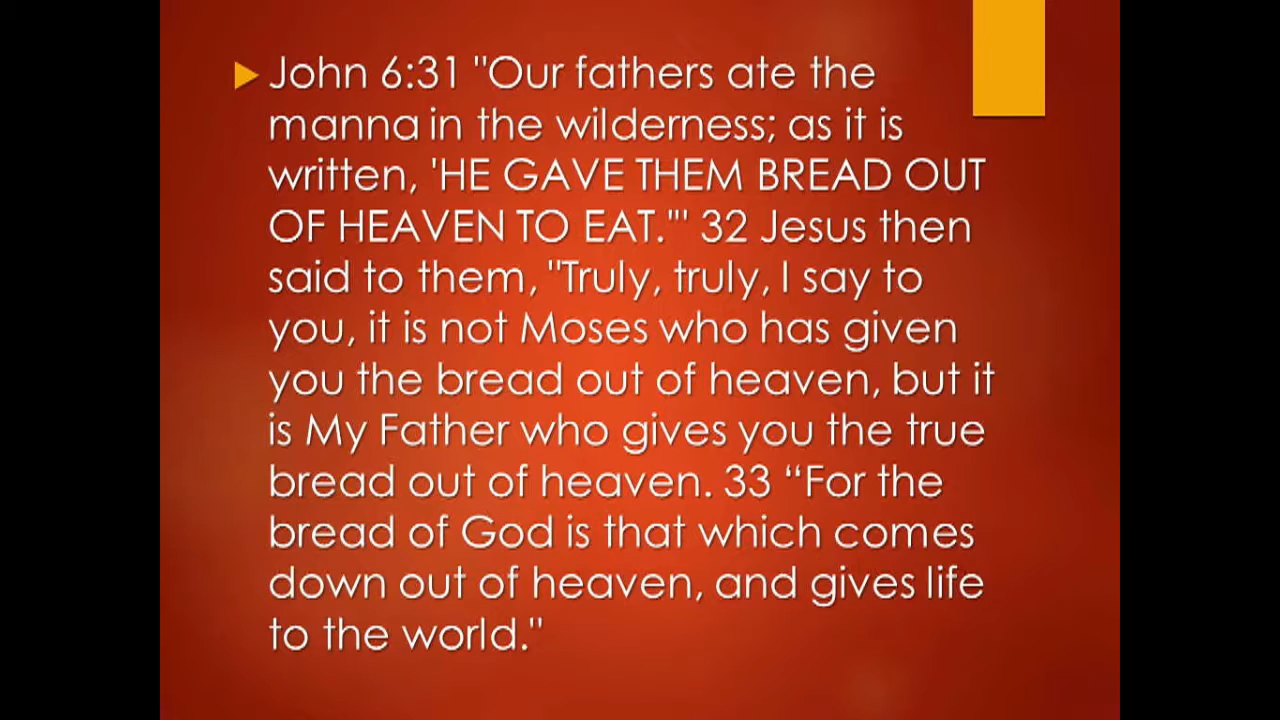 John 6:31 "Our fathers ate the
manna in the wilderness; as it is
written, 'HE GAVE THEM BREAD OUT
OF HEAVEN TO EAT.'" 32 Jesus then
said to them, "Truly, truly, I say to
you, it is not Moses who has given
you the bread out of heaven, but it
is My Father who gives you the true
bread out of heaven. 33 “For the
bread of God is that which comes
down out of heaven, and gives life
to the world."